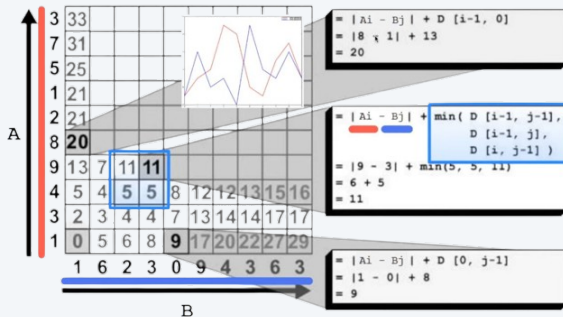 3 33
7 31
5 25
1 21
2 21
8 20
9 13 7 11 11
4 5 4 5 5 8 12 12 13 15 16
3 2 3 4 4 7 13 14 14 17 17
1 0 5 6 8 9 17 20 22 27 29
1 6 2 3 0 9 4 3 6 3
A
B
= | Ai - Bj | + D [i-1, 0]
= |8 - 1| + 13
= 20
= | Ai - Bj | + min( D [i-1, j-1],
D [i-1, j],
D [i, j-1] )
= |9 - 3| + min(5, 5, 11)
= 6 + 5
= 11
= | Ai - Bj | + D [0, j-1]
= |1 - 0| + 8
= 9